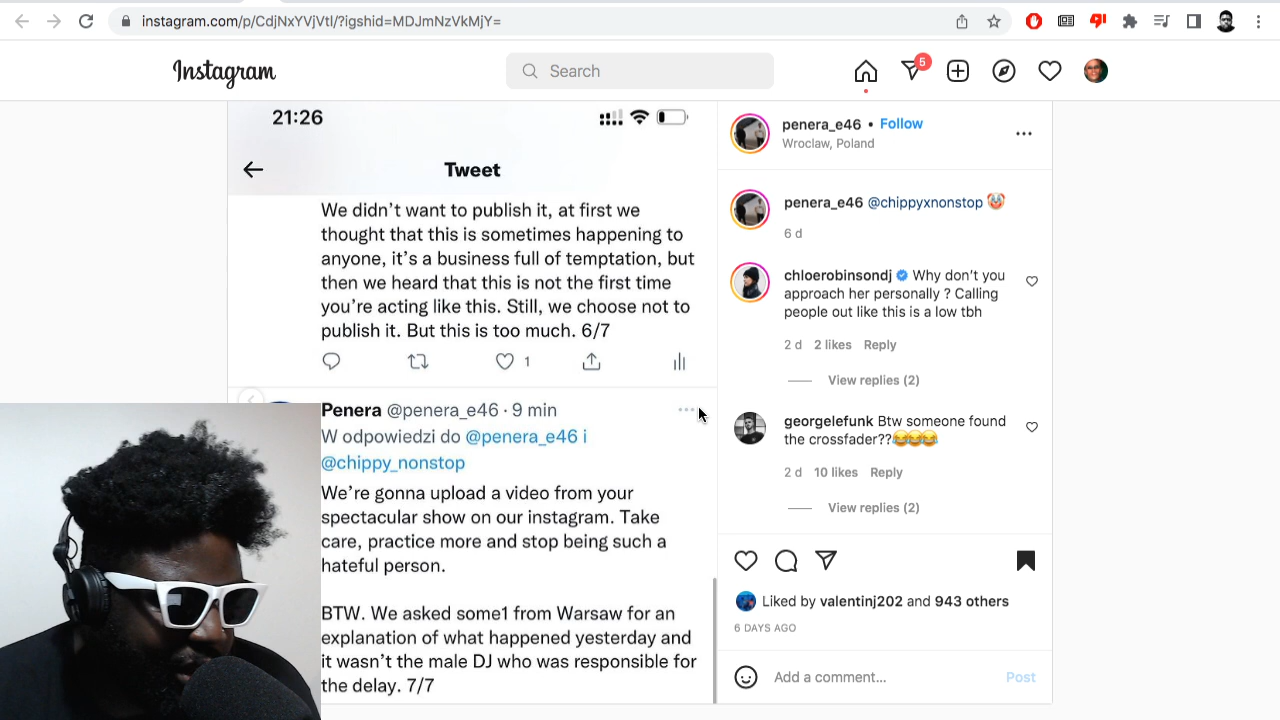 instagram.com/p/CdjNxYVjVtI/?igshid=MDJmNzVkMjY=
Instagram
Search
5
21:26
Tweet
We didn't want to publish it, at first we
thought that this is sometimes happening to
anyone, it's a business full of temptation, but
then we heard that this is not the first time
you're acting like this. Still, we choose not to
publish it. But this is too much. 6/7
1
Penera @penera_e46 · 9 min
W odpowiedzi do @penera_e46 i
@chippy_nonstop
We're gonna upload a video from your
spectacular show on our instagram. Take
care, practice more and stop being such a
hateful person.
BTW. We asked some1 from Warsaw for an
explanation of what happened yesterday and
it wasn't the male DJ who was responsible for
the delay. 7/7
penera_e46 • Follow
Wroclaw, Poland
penera_e46 @chippyxnonstop 🤡
6 d
chloerobinsondj Why don't you
approach her personally ? Calling
people out like this is a low tbh
2 d 2 likes Reply
View replies (2)
georgelefunk Btw someone found
the crossfader??😂😂😂
2 d 10 likes Reply
View replies (2)
Liked by valentinj202 and 943 others
6 DAYS AGO
Add a comment...
Post